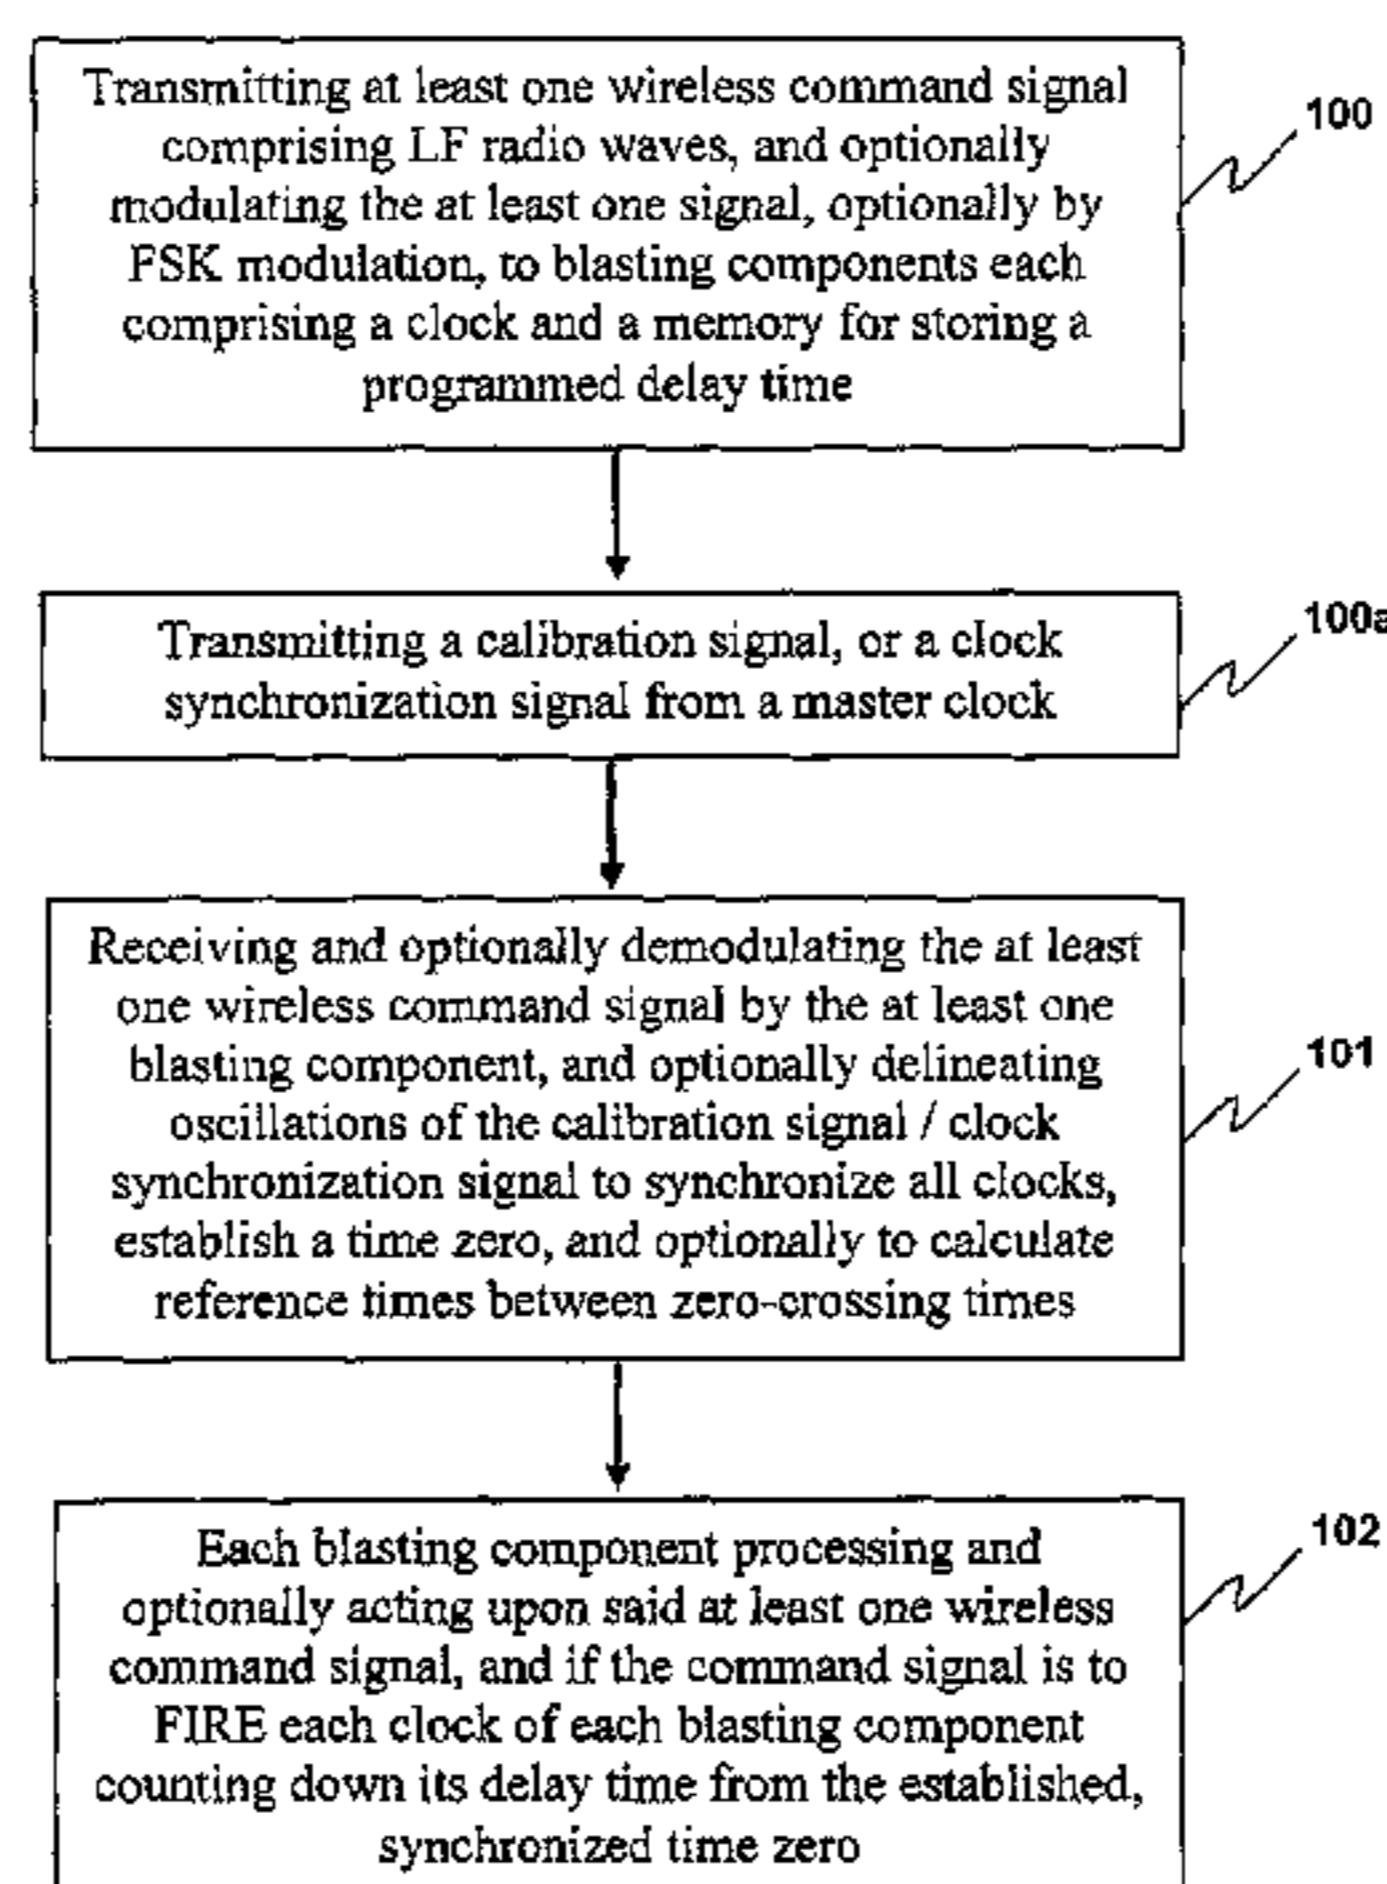 Transmitting at least one wireless command signal
comprising LF radio waves, and optionally
modulating the at least one signal, optionally by
FSK modulation, to blasting components each
comprising a clock and a memory for storing a
programmed delay time
100
Transmitting a calibration signal, or a clock
synchronization signal from a master clock
100a
Receiving and optionally demodulating the at least
one wireless command signal by the at least one
blasting component, and optionally delineating
oscillations of the calibration signal / clock
synchronization signal to synchronize all clocks,
establish a time zero, and optionally to calculate
reference times between zero-crossing times
101
Each blasting component processing and
optionally acting upon said at least one wireless
command signal, and if the command signal is to
FIRE each clock of each blasting component
counting down its delay time from the established,
synchronized time zero
102